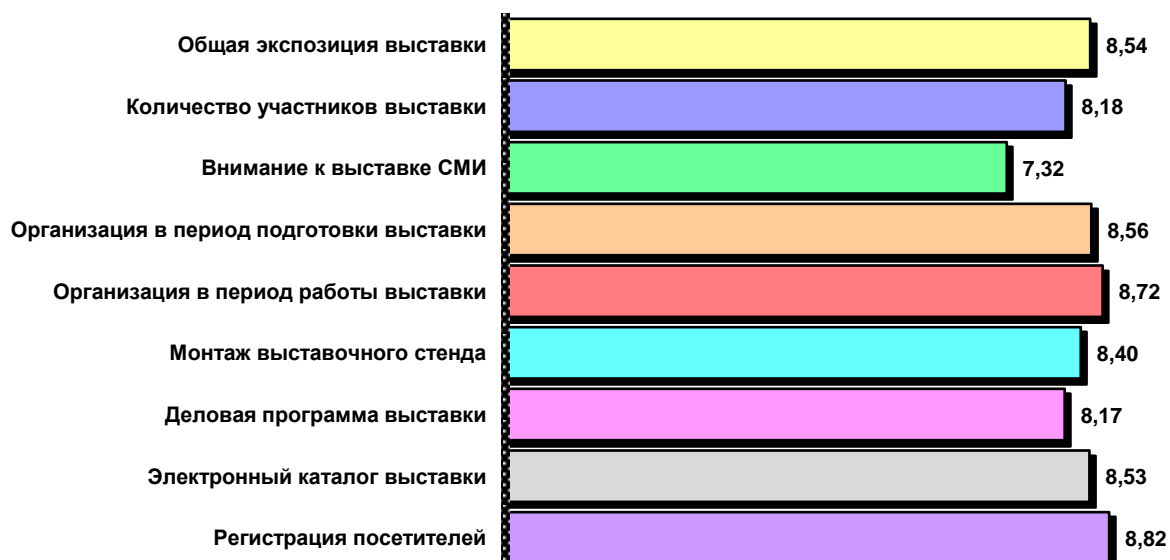 Общая экспозиция выставки 8,54
Количество участников выставки 8,18
Внимание к выставке СМИ 7,32
Организация в период подготовки выставки 8,56
Организация в период работы выставки 8,72
Монтаж выставочного стенда 8,40
Деловая программа выставки 8,17
Электронный каталог выставки 8,53
Регистрация посетителей 8,82